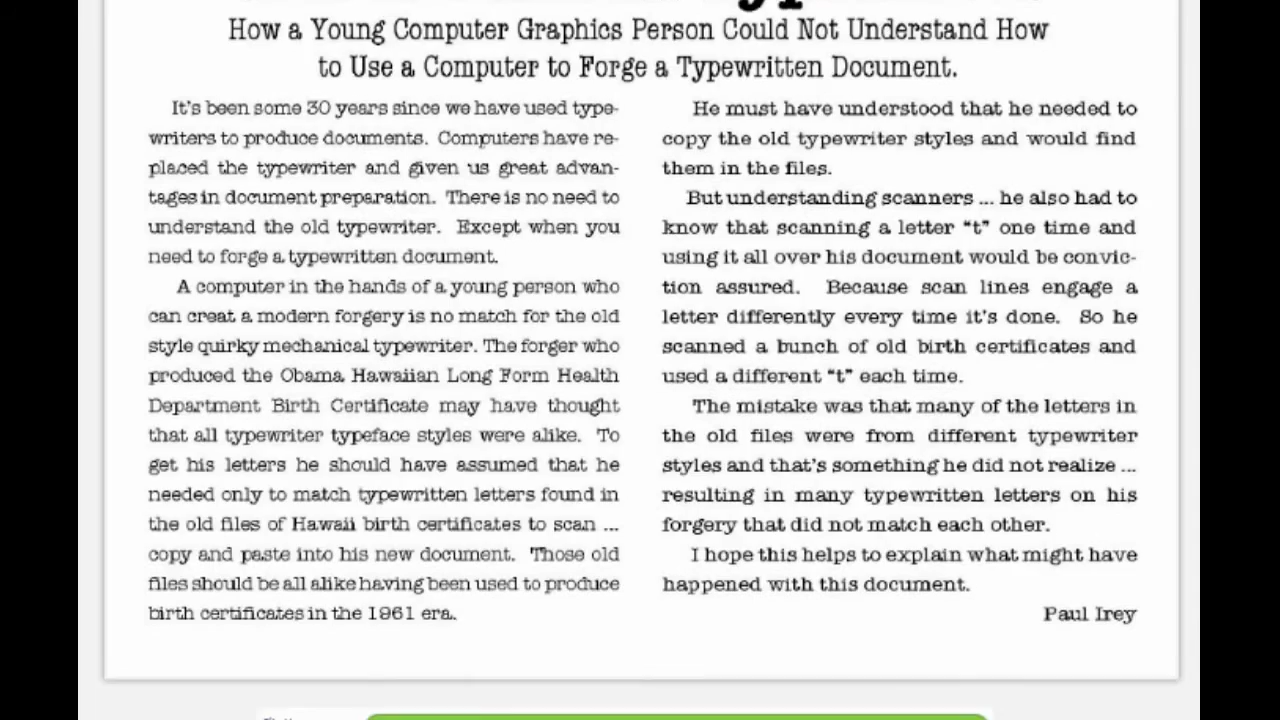 How a Young Computer Graphics Person Could Not Understand How
to Use a Computer to Forge a Typewritten Document.
It's been some 30 years since we have used type-
writers to produce documents. Computers have re-
placed the typewriter and given us great advan-
tages in document preparation. There is no need to
understand the old typewriter. Except when you
need to forge a typewritten document.
A computer in the hands of a young person who
can creat a modern forgery is no match for the old
style quirky mechanical typewriter. The forger who
produced the Obama Hawaiian Long Form Health
Department Birth Certificate may have thought
that all typewriter typeface styles were alike. To
get his letters he should have assumed that he
needed only to match typewritten letters found in
the old files of Hawaii birth certificates to scan ...
copy and paste into his new document. Those old
files should be all alike having been used to produce
birth certificates in the 1961 era.
He must have understood that he needed to
copy the old typewriter styles and would find
them in the files.
But understanding scanners ... he also had to
know that scanning a letter “t” one time and
using it all over his document would be convic-
tion assured. Because scan lines engage a
letter differently every time it's done. So he
scanned a bunch of old birth certificates and
used a different “t” each time.
The mistake was that many of the letters in
the old files were from different typewriter
styles and that's something he did not realize ...
resulting in many typewritten letters on his
forgery that did not match each other.
I hope this helps to explain what might have
happened with this document.
Paul Irey